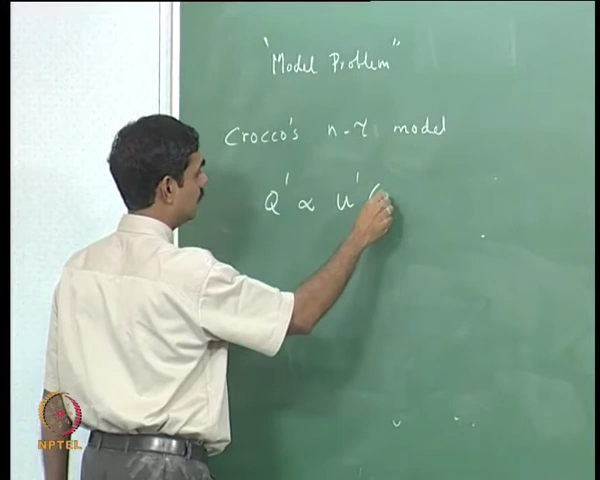 "Model Problem"
Crocco's n-τ model
Q' ∝ u' (
NPTEL